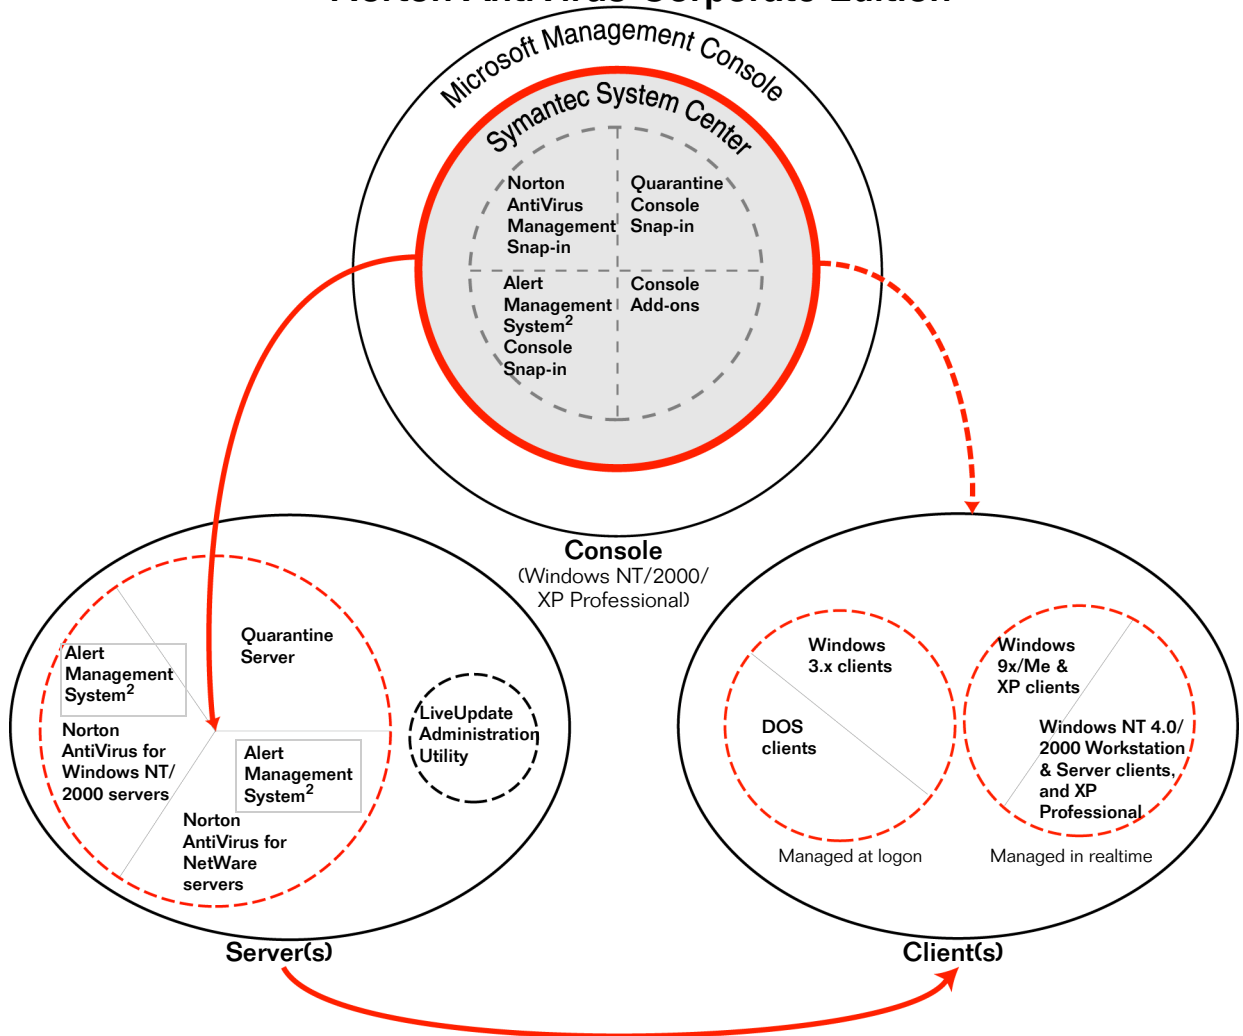 Norton AntiVirus Corporate Edition
Microsoft Management Console
Symantec System Center
Norton
AntiVirus
Management
Snap-in
Quarantine
Console
Snap-in
Alert
Management
System2
Console
Snap-in
Console
Add-ons
Console
(Windows NT/2000/
XP Professional)
Quarantine
Server
Alert
Management
System2
Norton
AntiVirus for
Windows NT/
2000 servers
Alert
Management
System2
Norton
AntiVirus for
NetWare
servers
LiveUpdate
Administration
Utility
Server(s)
Windows
3.x clients
DOS
clients
Managed at logon
Windows
9x/Me &
XP clients
Windows NT 4.0/
2000 Workstation
& Server clients,
and XP
Professional
Managed in realtime
Client(s)